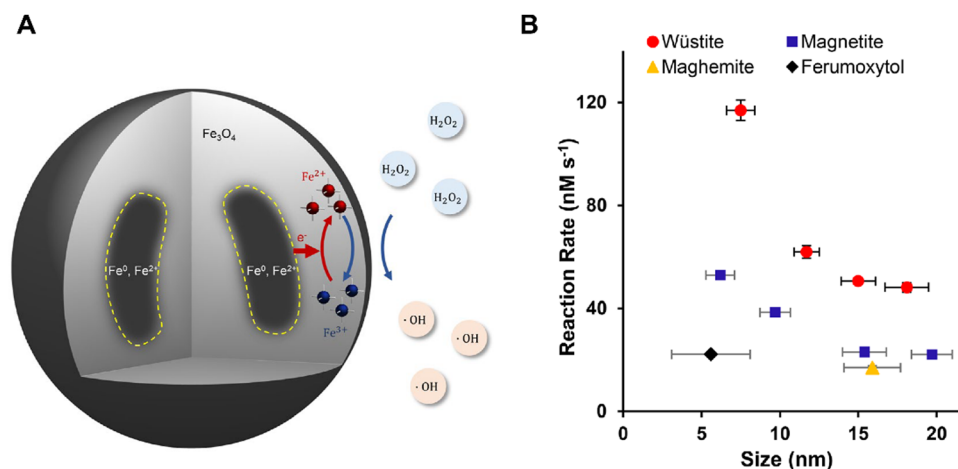 A
Fe₃O₄
Fe²⁺
e⁻
Fe⁰, Fe²⁺
Fe⁰, Fe²⁺
Fe³⁺
H₂O₂
H₂O₂
H₂O₂
· OH
· OH
· OH
B
Wüstite
Magnetite
Maghemite
Ferumoxytol
Reaction Rate (nM s⁻¹)
120
80
40
0
0
5
10
15
20
Size (nm)